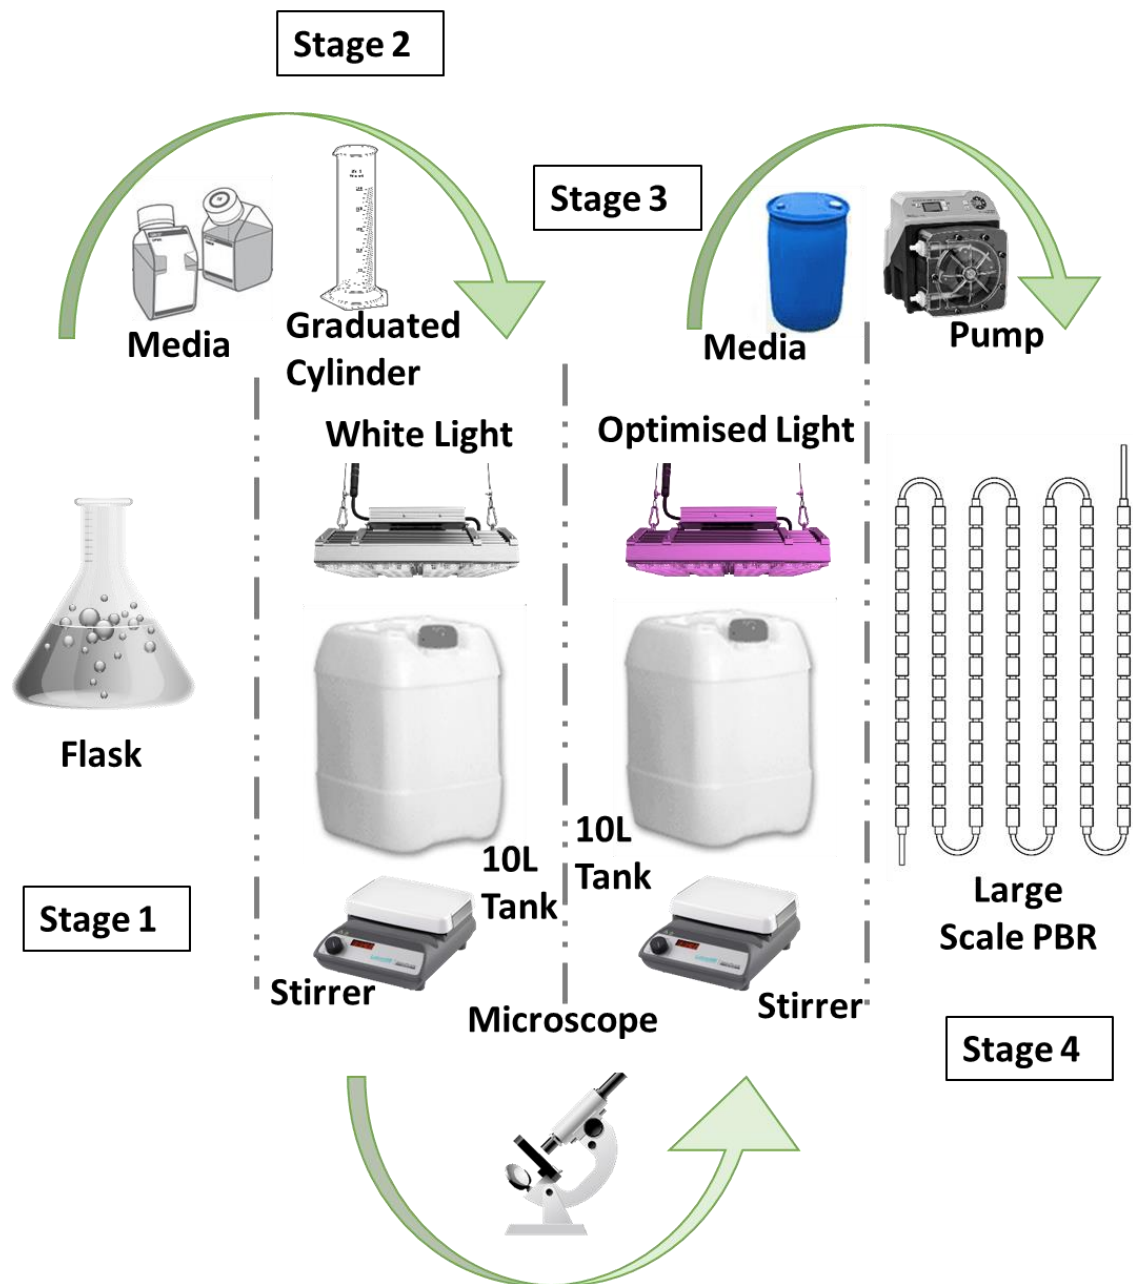 Stage 2
Stage 3
Media
Graduated
Cylinder
Media
Pump
White Light
Optimised Light
Flask
10L
Tank
10L
Tank
Large
Scale PBR
Stage 1
Stirrer
Microscope
Stirrer
Stage 4